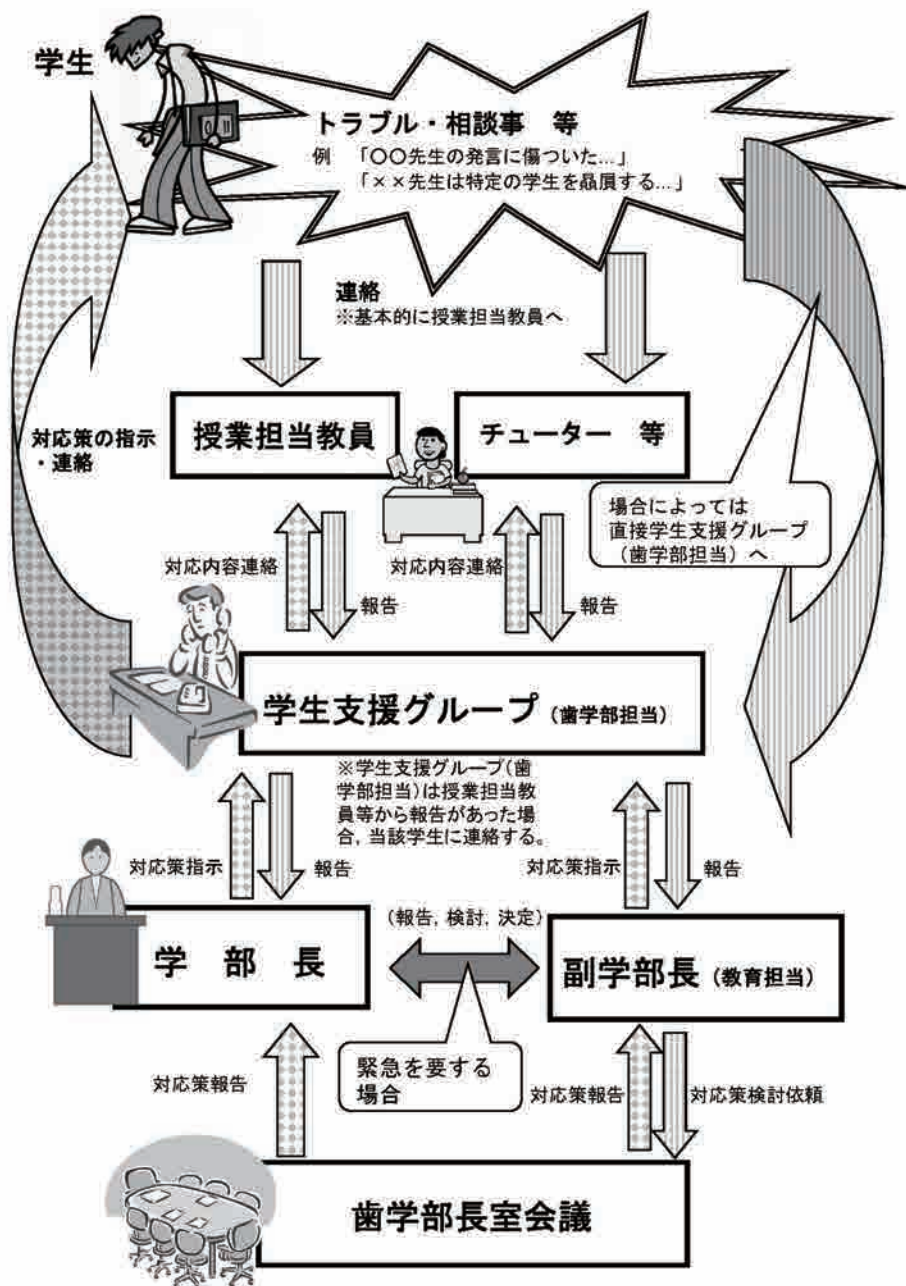 学生
トラブル・相談事 等
例 「〇〇先生の発言に傷ついた…」
「××先生は特定の学生を贔屓する…」
連絡
※基本的に授業担当教員へ
授業担当教員
チューター 等
対応策の指示
・連絡
場合によっては
直接学生支援グループ
(歯学部担当)へ
対応内容連絡
報告
対応内容連絡
報告
学生支援グループ(歯学部担当)
※学生支援グループ(歯
学部担当)は授業担当教
員等から報告があった場
合,当該学生に連絡する。
対応策指示
報告
対応策指示
報告
(報告,検討,決定)
学 部 長
副学部長(教育担当)
緊急を要する
場合
対応策報告
対応策報告
対応策検討依頼
歯学部長室会議